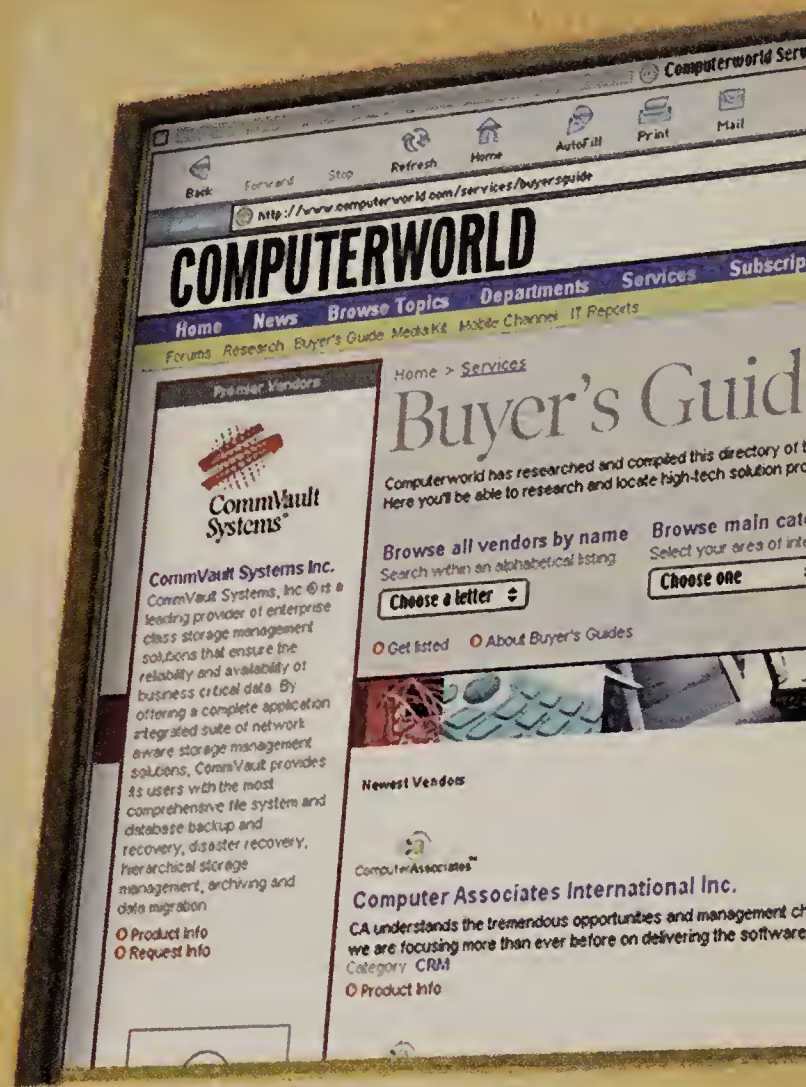 Computerworld Serv
Back Forward Stop Refresh Home AutoFill Print Mail
http://www.computerworld.com/services/buyersguide
COMPUTERWORLD
Home News Browse Topics Departments Services Subscrip
Forums Research Buyer's Guide Media Kit Mobile Channel IT Reports
Premier Vendors
CommVault
Systems
CommVault Systems Inc.
CommVault Systems, Inc ® is a
leading provider of enterprise
class storage management
solutions that ensure the
reliability and availability of
business critical data. By
offering a complete application
integrated suite of network
aware storage management
solutions, CommVault provides
its users with the most
comprehensive file system and
database backup and
recovery, disaster recovery,
hierarchical storage
management, archiving and
data migration
Product Info
Request Info
Home > Services
Buyer's Guid
Computerworld has researched and compiled this directory of t
Here you'll be able to research and locate high-tech solution pro
Browse all vendors by name
Search within an alphabetical listing
Choose a letter
Browse main cate
Select your area of inte
Choose one
Get listed About Buyer's Guides
Newest Vendors
Computer Associates™
Computer Associates International Inc.
CA understands the tremendous opportunities and management ch
we are focusing more than ever before on delivering the software
Category CRM
Product Info